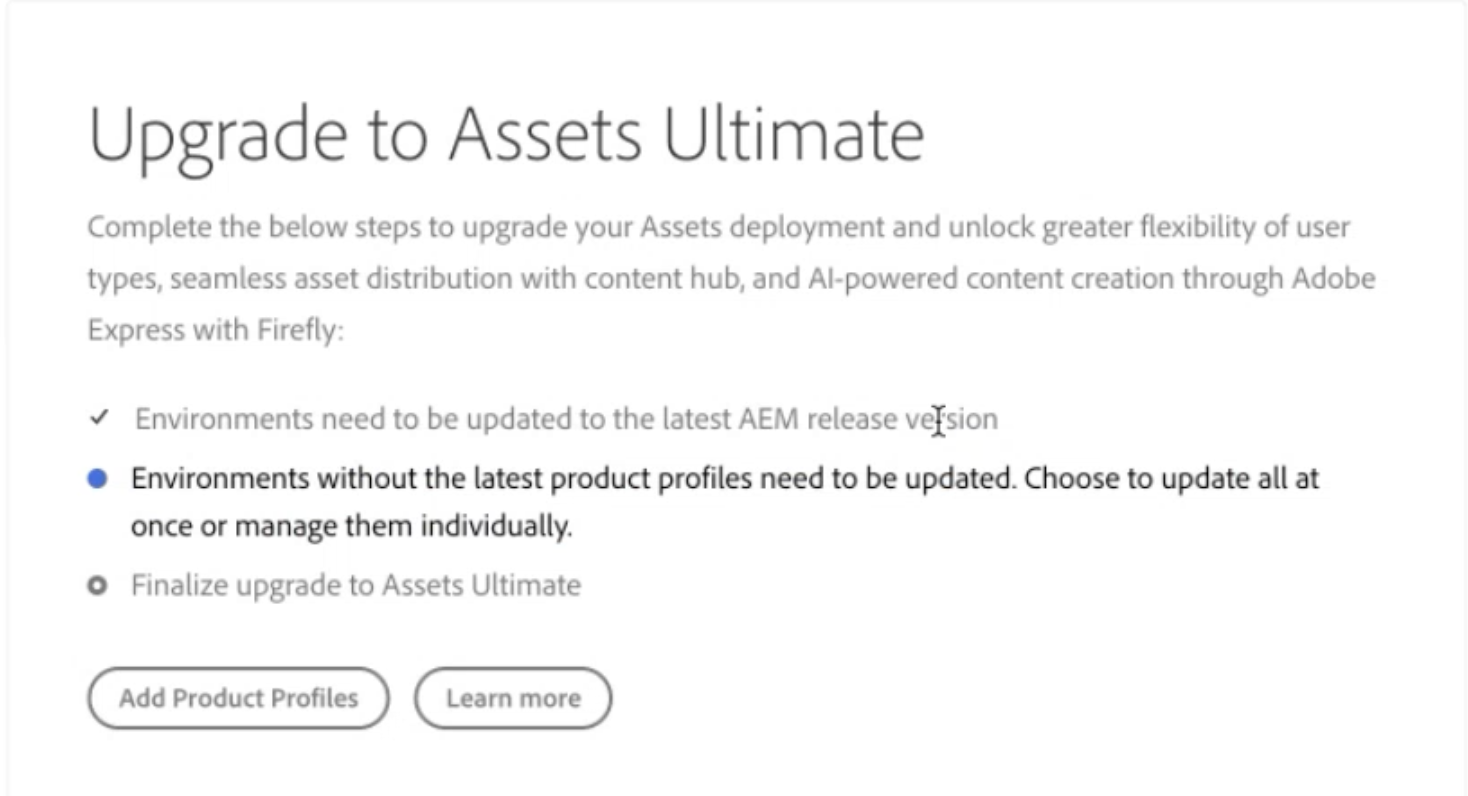 Upgrade to Assets Ultimate
Complete the below steps to upgrade your Assets deployment and unlock greater flexibility of user
types, seamless asset distribution with content hub, and AI-powered content creation through Adobe
Express with Firefly:
Environments need to be updated to the latest AEM release version
Environments without the latest product profiles need to be updated. Choose to update all at
once or manage them individually.
Finalize upgrade to Assets Ultimate
Add Product Profiles
Learn more